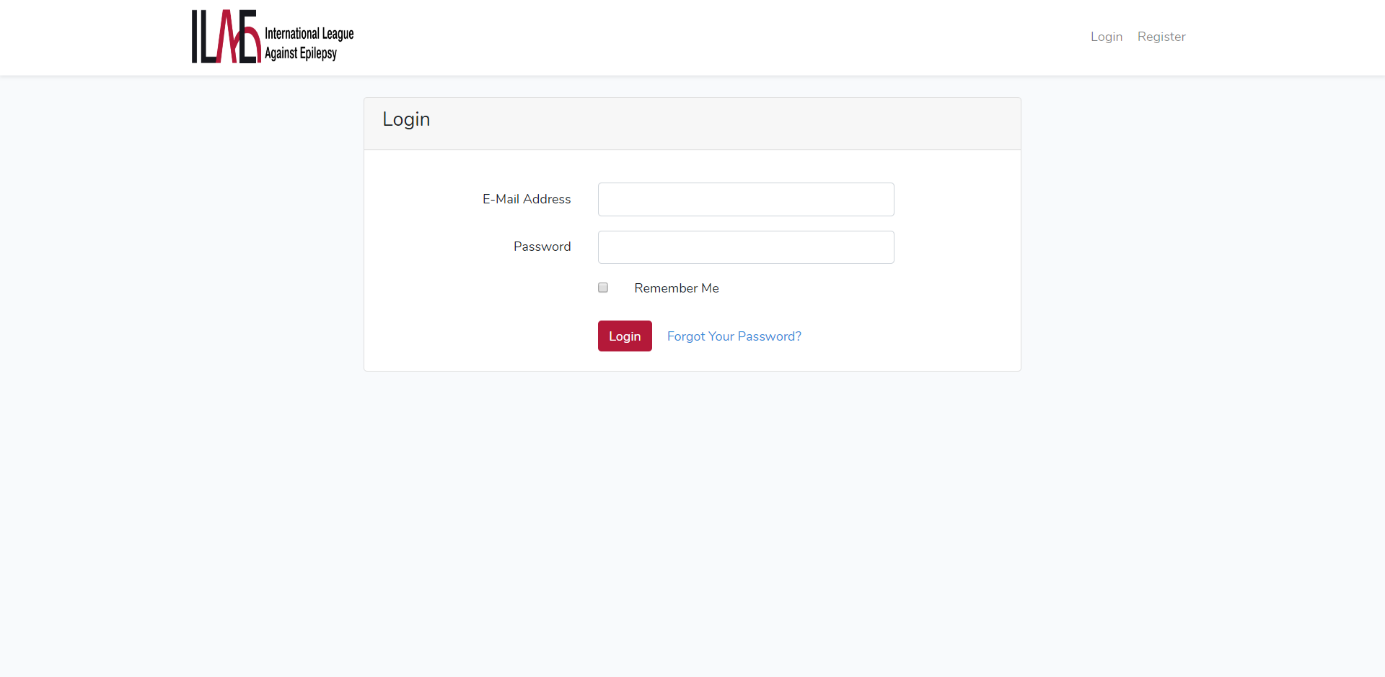 ILAE International League
Against Epilepsy
Login Register
Login
E-Mail Address
Password
Remember Me
Login Forgot Your Password?